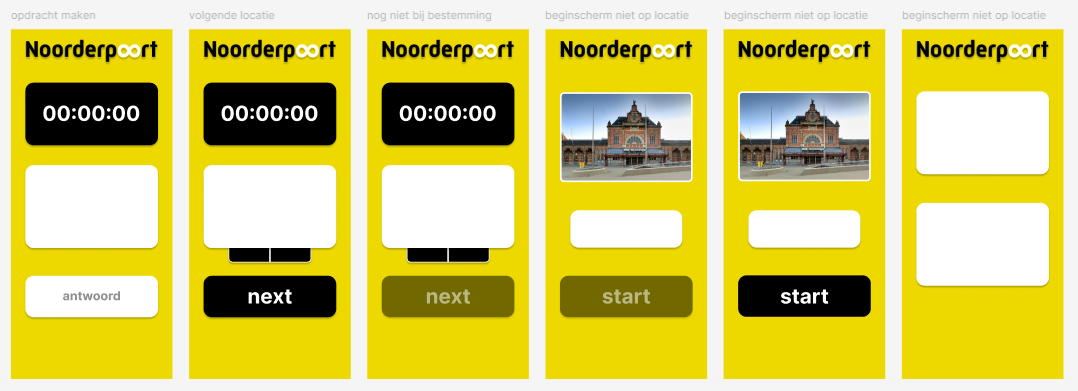 opdracht maken
volgende locatie
nog niet bij bestemming
beginscherm niet op locatie
beginscherm niet op locatie
beginscherm niet op locatie
Noorderpoort
Noorderpoort
Noorderpoort
Noorderpoort
Noorderpoort
Noorderpoort
00:00:00
00:00:00
00:00:00
antwoord
next
next
start
start